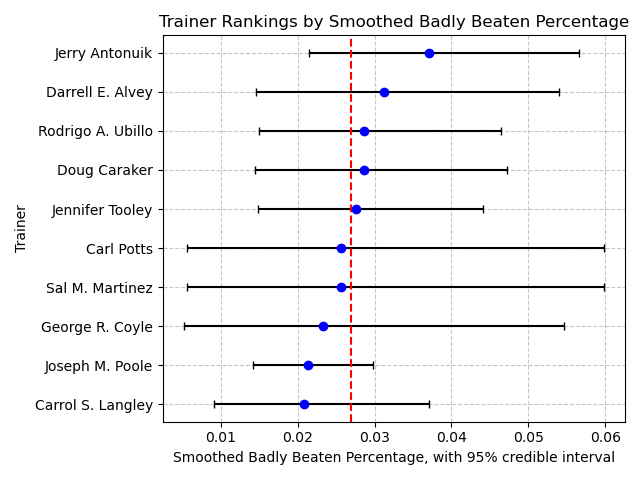 Trainer Rankings by Smoothed Badly Beaten Percentage
Trainer
Jerry Antonuik
Darrell E. Alvey
Rodrigo A. Ubillo
Doug Caraker
Jennifer Tooley
Carl Potts
Sal M. Martinez
George R. Coyle
Joseph M. Poole
Carrol S. Langley
0.01 0.02 0.03 0.04 0.05 0.06
Smoothed Badly Beaten Percentage, with 95% credible interval